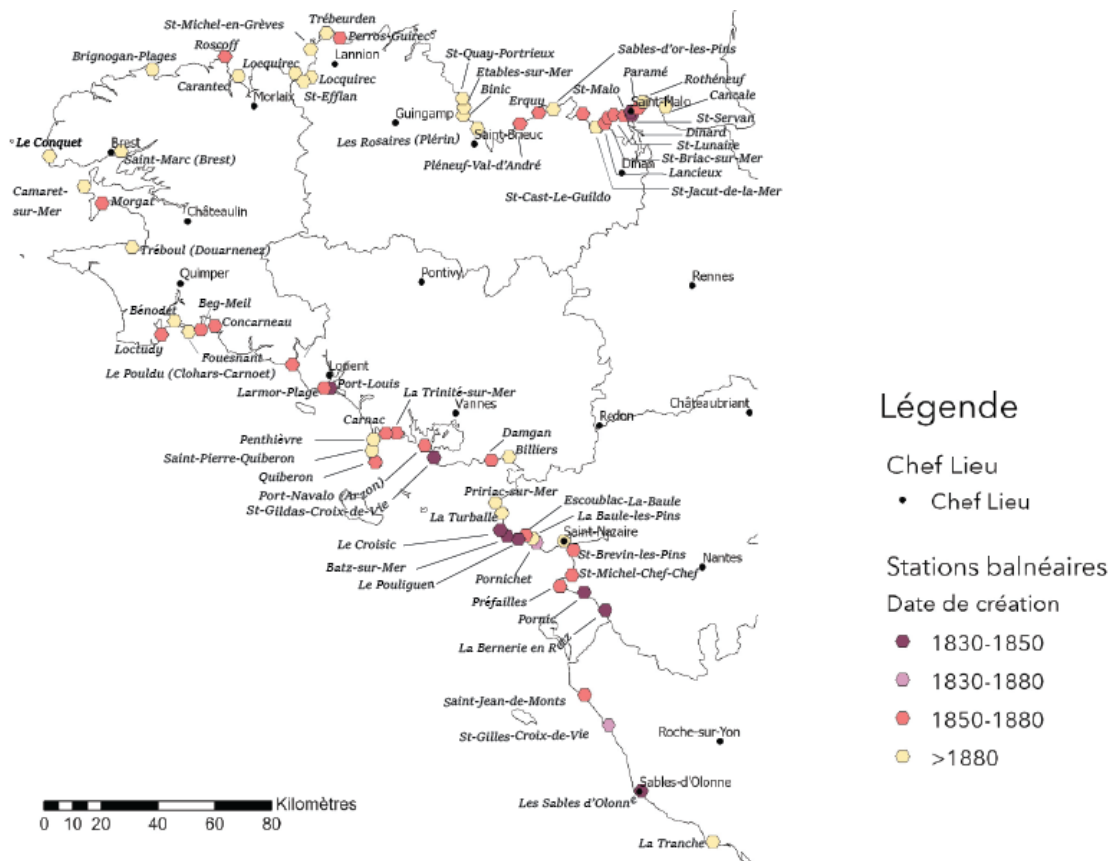 Trébeurden
St-Michel-en-Grèves
Perros-Guirec
Roscoff
Lannion
Brignogan-Plages
Locquirec
Locquirec
Carantec
St-Efflan
Morlaix
St-Quay-Portrieux
Etables-sur-Mer
Binic
Guingamp
Les Rosaires (Plérin)
Saint-Brieuc
Pléneuf-Val-d'André
Erquy
Sables-d'or-les-Pins
Paramé
St-Malo
Rothéneuf
Saint-Malo
Cancale
St-Servan
Dinard
St-Lunaire
St-Briac-sur-Mer
Dinan
Lancieux
St-Jacut-de-la-Mer
St-Cast-Le-Guildo
Le Conquet
Brest
Saint-Marc (Brest)
Camaret-
sur-Mer
Morgat
Châteaulin
Tréboul (Douarnenez)
Quimper
Pontivy
Rennes
Bénodet
Beg-Meil
Concarneau
Loctudy
Fouesnant
Le Pouldu (Clohars-Carnoet)
Lorient
Larmor-Plage
Port-Louis
La Trinité-sur-Mer
Vannes
Redon
Châteaubriant
Carnac
Penthièvre
Saint-Pierre-Quiberon
Quiberon
Damgan
Billiers
Port-Navalo (Arzon)
St-Gildas-Croix-de-Vie
Piririac-sur-Mer
La Turballe
Escoublac-La-Baule
La Baule-les-Pins
Saint-Nazaire
Le Croisic
Batz-sur-Mer
Le Pouliguen
Pornichet
St-Brevin-les-Pins
St-Michel-Chef-Chef
Nantes
Préfailles
Pornic
La Bernerie en Retz
Saint-Jean-de-Monts
St-Gilles-Croix-de-Vie
Roche-sur-Yon
Sables-d'Olonne
Les Sables d'Olonne
La Tranche
Kilomètres
0 10 20 40 60 80
Légende
Chef Lieu
Chef Lieu
Stations balnéaires
Date de création
1830-1850
1830-1880
1850-1880
>1880